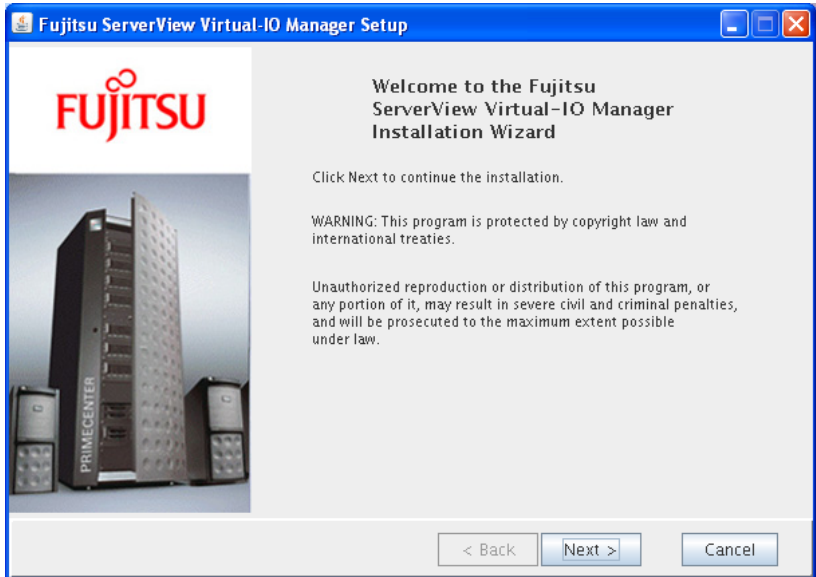 Fujitsu ServerView Virtual-IO Manager Setup
FUJITSU
Welcome to the Fujitsu
ServerView Virtual-IO Manager
Installation Wizard
Click Next to continue the installation.
WARNING: This program is protected by copyright law and
international treaties.
Unauthorized reproduction or distribution of this program, or
any portion of it, may result in severe civil and criminal penalties,
and will be prosecuted to the maximum extent possible
under law.
PRIMECENTER
< Back
Next >
Cancel